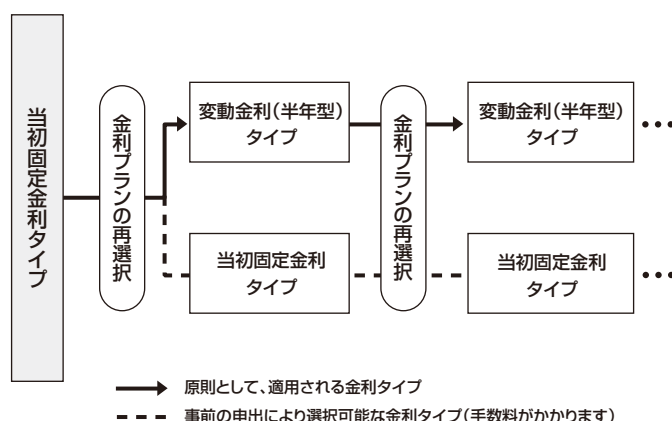 当初固定金利タイプ
金利プランの再選択
変動金利(半年型)
タイプ
当初固定金利
タイプ
金利プランの再選択
変動金利(半年型)
タイプ
当初固定金利
タイプ
原則として、適用される金利タイプ
事前の申出により選択可能な金利タイプ(手数料がかかります)